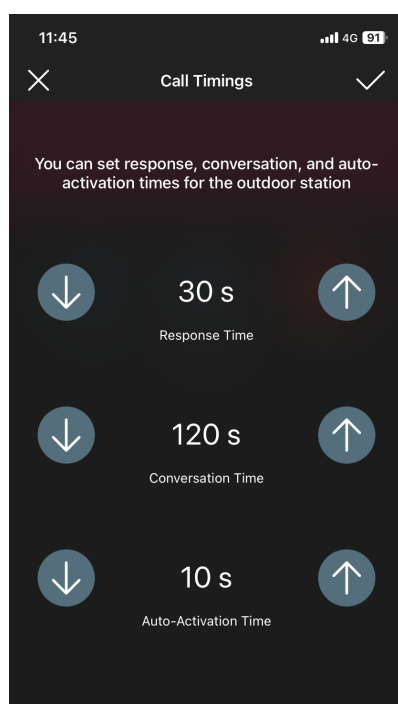 11:45
4G 91
Call Timings
You can set response, conversation, and auto-
activation times for the outdoor station
30 s
Response Time
120 s
Conversation Time
10 s
Auto-Activation Time